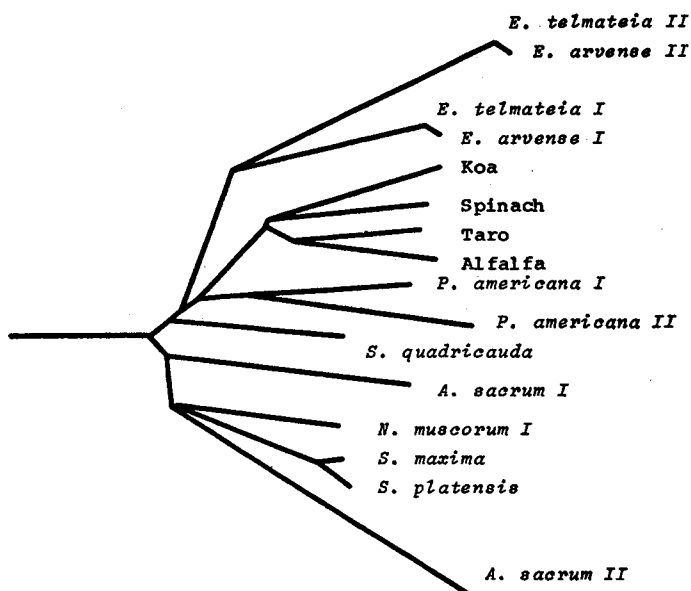 E. telmateia II
E. arvense II
E. telmateia I
E. arvense I
Koa
Spinach
Taro
Alfalfa
P. americana I
P. americana II
S. quadricauda
A. sacrum I
N. muscorum I
S. maxima
S. platensis
A. sacrum II